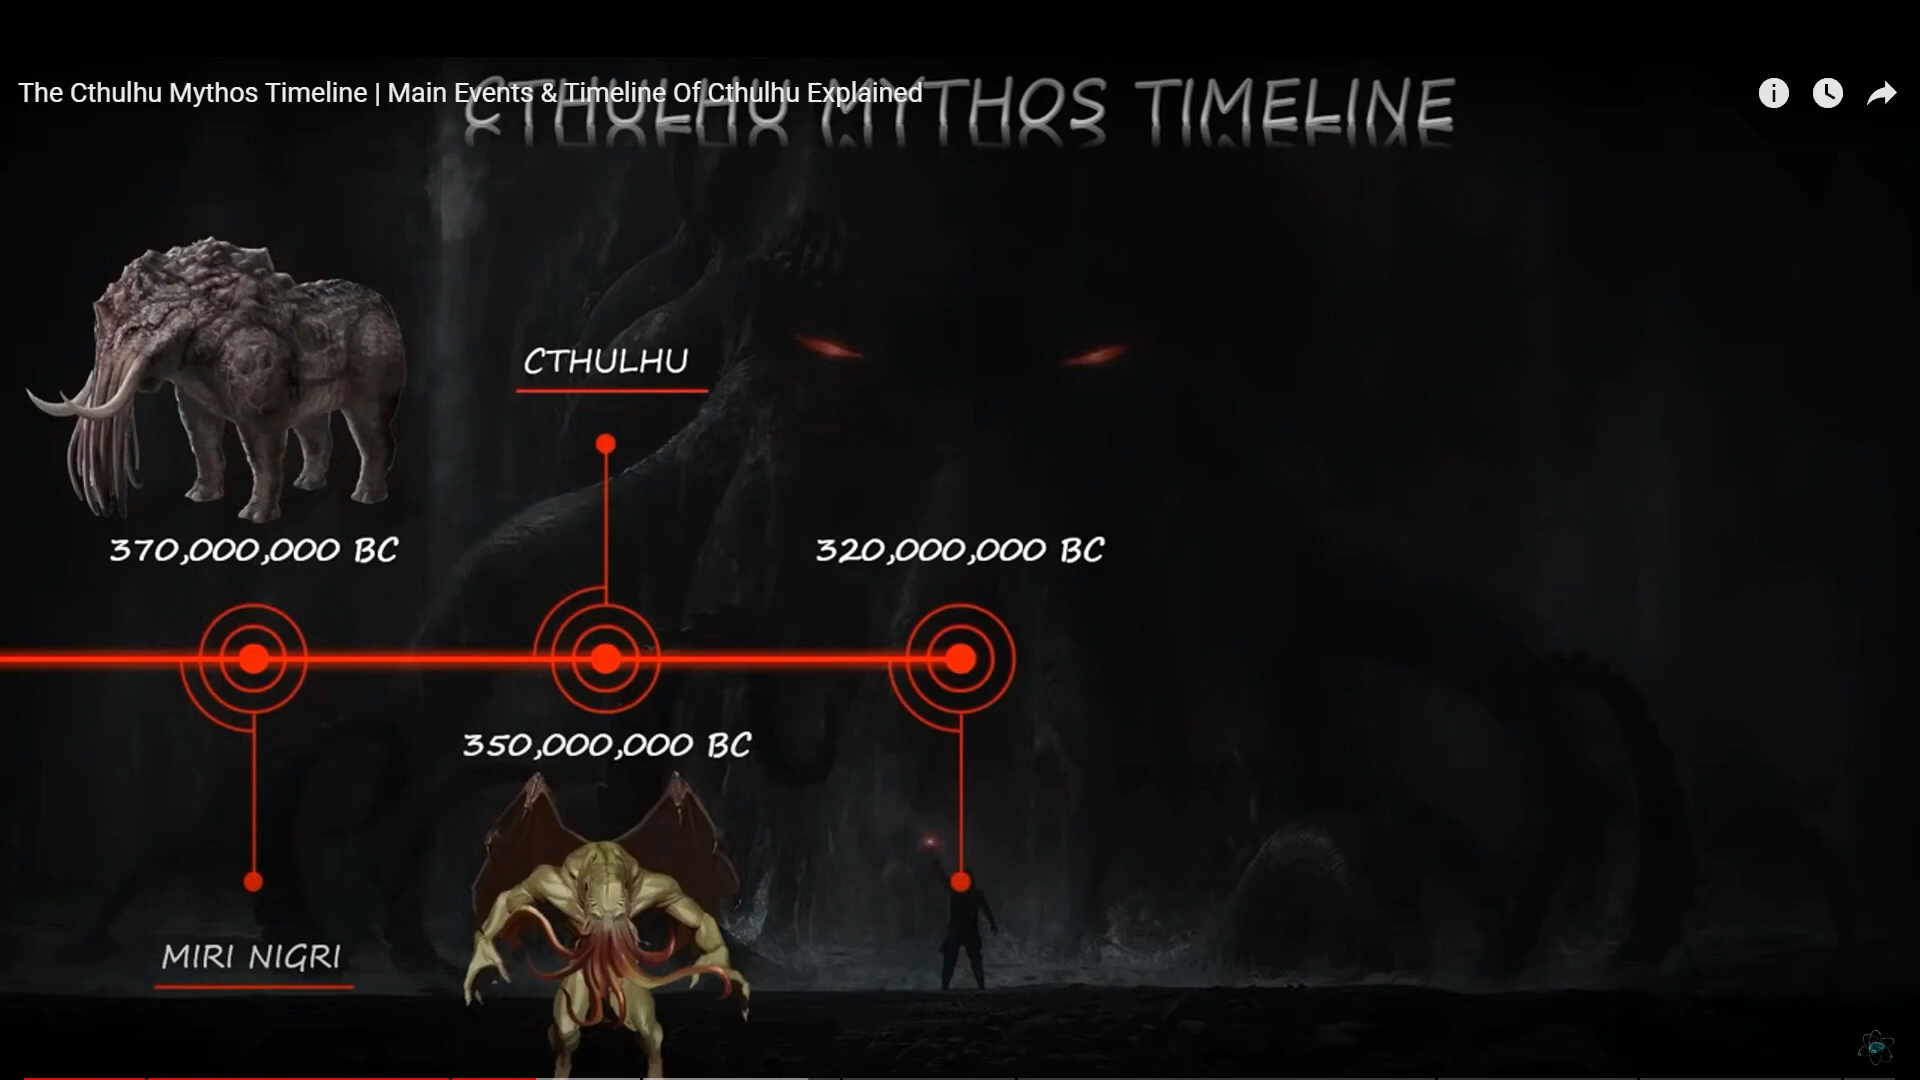 The Cthulhu Mythos Timeline | Main Events & Timeline Of Cthulhu Explained
CTHULHU MYTHOS TIMELINE
CTHULHU
370,000,000 BC
320,000,000 BC
350,000,000 BC
MIRI NIGRI